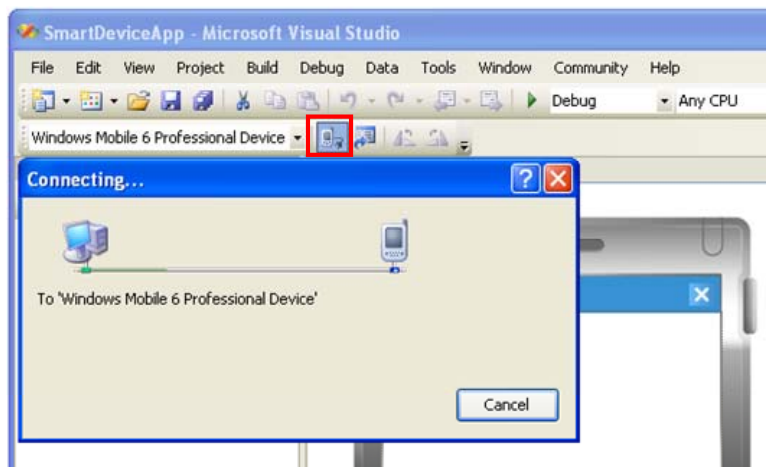 SmartDeviceApp - Microsoft Visual Studio
File Edit View Project Build Debug Data Tools Window Community Help
Debug Any CPU
Windows Mobile 6 Professional Device
Connecting...
To 'Windows Mobile 6 Professional Device'
Cancel